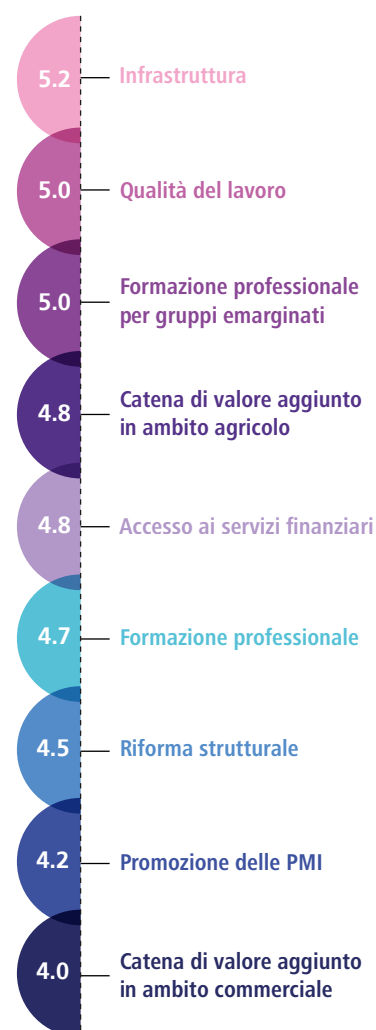 5.2 Infrastruttura
5.0 Qualità del lavoro
5.0 Formazione professionale
per gruppi emarginati
4.8 Catena di valore aggiunto
in ambito agricolo
4.8 Accesso ai servizi finanziari
4.7 Formazione professionale
4.5 Riforma strutturale
4.2 Promozione delle PMI
4.0 Catena di valore aggiunto
in ambito commerciale